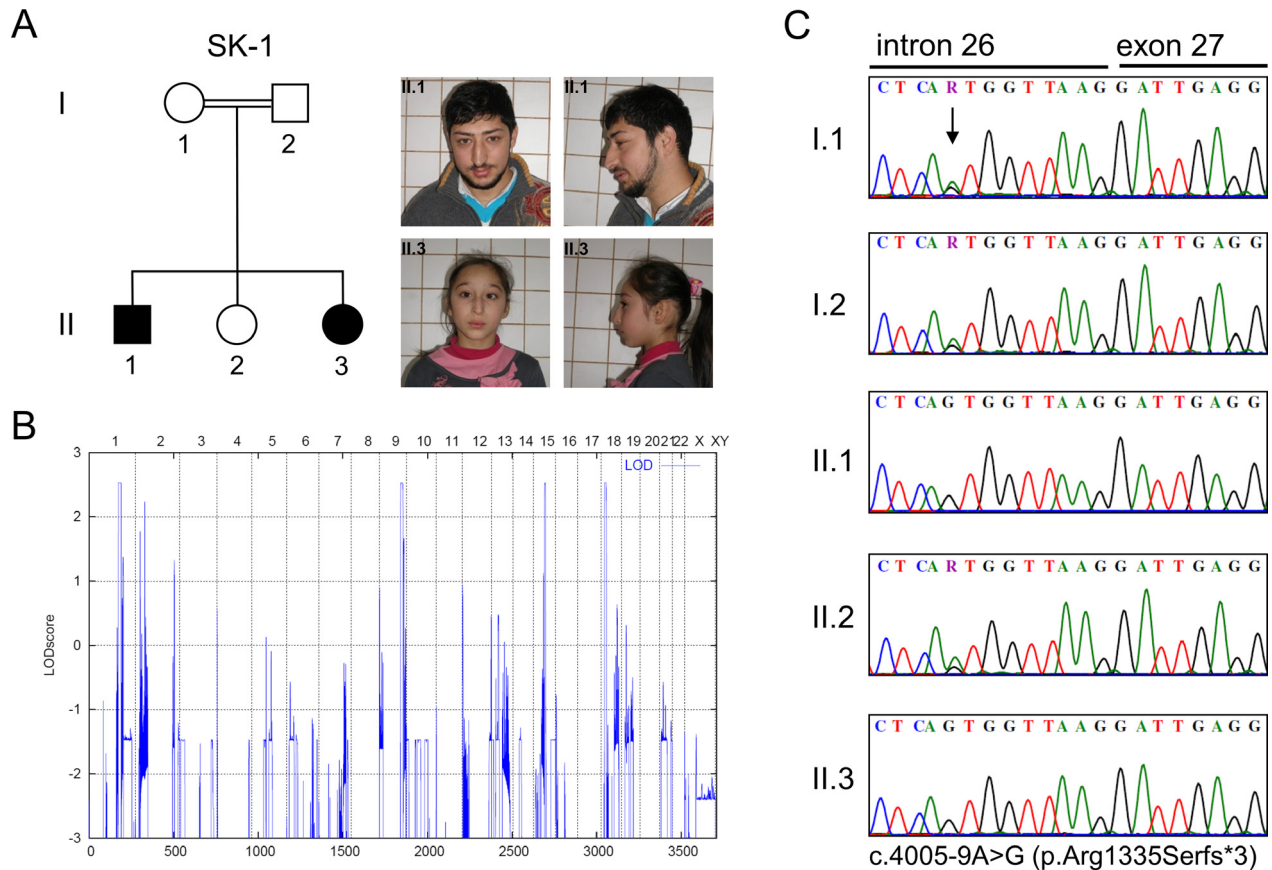 A
SK-1
I
1
2
II
1
2
3
II.1
II.1
II.3
II.3
B
1 2 3 4 5 6 7 8 9 10 11 12 13 14 15 16 17 18 19 20 21 22 X XY
LOD
LODscore
3
2
1
0
-1
-2
-3
0 500 1000 1500 2000 2500 3000 3500
C
intron 26 exon 27
I.1
C T C A R T G G T T A A G G A T T G A G G
I.2
C T C A R T G G T T A A G G A T T G A G G
II.1
C T C A G T G G T T A A G G A T T G A G G
II.2
C T C A R T G G T T A A G G A T T G A G G
II.3
C T C A G T G G T T A A G G A T T G A G G
c.4005-9A>G (p.Arg1335Serfs*3)